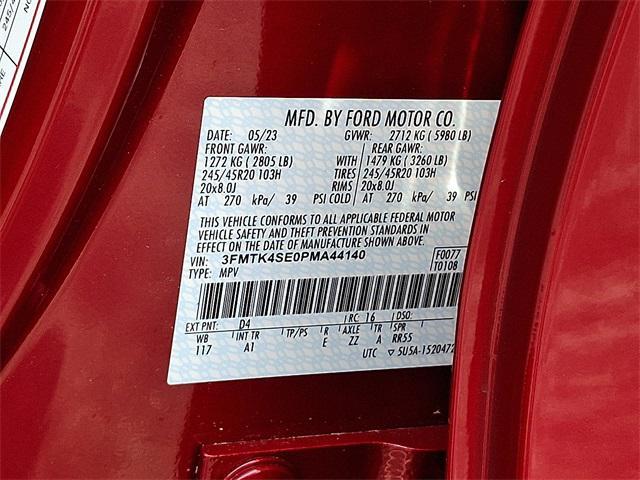 MFD. BY FORD MOTOR CO.
DATE: 05/23 GVWR: 2712 KG ( 5980 LB)
FRONT GAWR: REAR GAWR:
1272 KG ( 2805 LB) WITH 1479 KG ( 3260 LB)
245/45R20 103H TIRES 245/45R20 103H
20x8.0J RIMS 20x8.0J
AT 270 kPa/ 39 PSI COLD AT 270 kPa/ 39 PSI
THIS VEHICLE CONFORMS TO ALL APPLICABLE FEDERAL MOTOR
VEHICLE SAFETY AND THEFT PREVENTION STANDARDS IN
EFFECT ON THE DATE OF MANUFACTURE SHOWN ABOVE.
VIN: 3FMTK4SE0PMA44140 F0077
TYPE: MPV T0108
EXT PNT: D4 RC: 16 DSO:
WB INT TR TP/PS R AXLE TR SPR
117 A1 E ZZ A RR55
UTC ▽ 5U5A-1520472